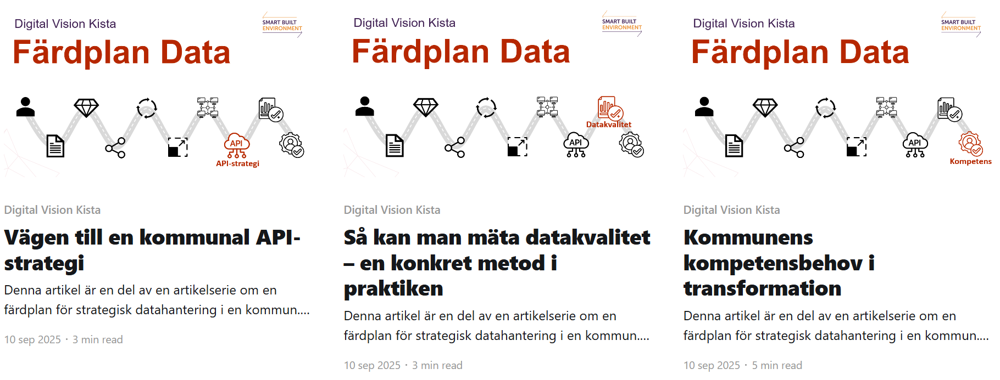 Digital Vision Kista
SMART BUILT
ENVIRONMENT
Färdplan Data
API
API-strategi
Digital Vision Kista
Vägen till en kommunal API-
strategi
Denna artikel är en del av en artikelserie om en
färdplan för strategisk datahantering i en kommun....
10 sep 2025 · 3 min read
Digital Vision Kista
SMART BUILT
ENVIRONMENT
Färdplan Data
Datakvalitet
API
Digital Vision Kista
Så kan man mäta datakvalitet
– en konkret metod i
praktiken
Denna artikel är en del av en artikelserie om en
färdplan för strategisk datahantering i en kommun....
10 sep 2025 · 3 min read
Digital Vision Kista
SMART BUILT
ENVIRONMENT
Färdplan Data
API
Kompetens
Digital Vision Kista
Kommunens
kompetensbehov i
transformation
Denna artikel är en del av en artikelserie om en
färdplan för strategisk datahantering i en kommun....
10 sep 2025 · 5 min read